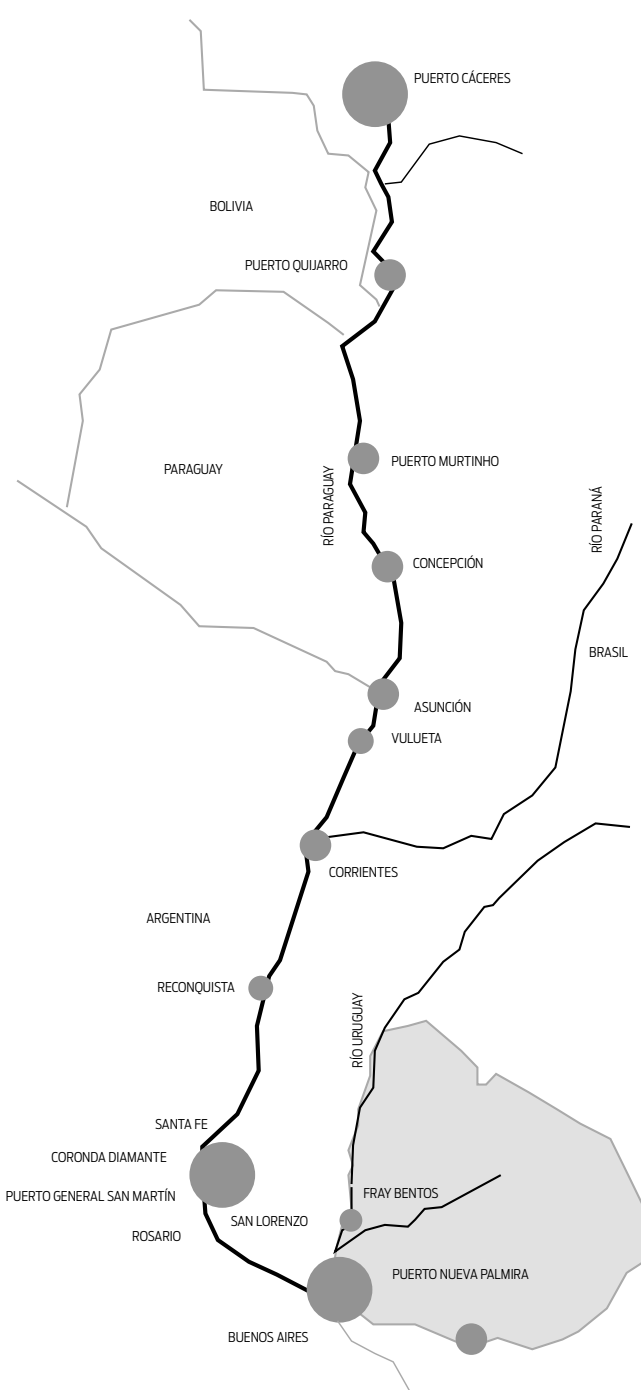 PUERTO CÁCERES
BOLIVIA
PUERTO QUIJARRO
PUERTO MURTINHO
PARAGUAY
RÍO PARAGUAY
RÍO PARANÁ
CONCEPCIÓN
BRASIL
ASUNCIÓN
VULUETA
CORRIENTES
ARGENTINA
RECONQUISTA
RÍO URUGUAY
SANTA FE
CORONDA DIAMANTE
PUERTO GENERAL SAN MARTÍN
FRAY BENTOS
SAN LORENZO
ROSARIO
PUERTO NUEVA PALMIRA
BUENOS AIRES